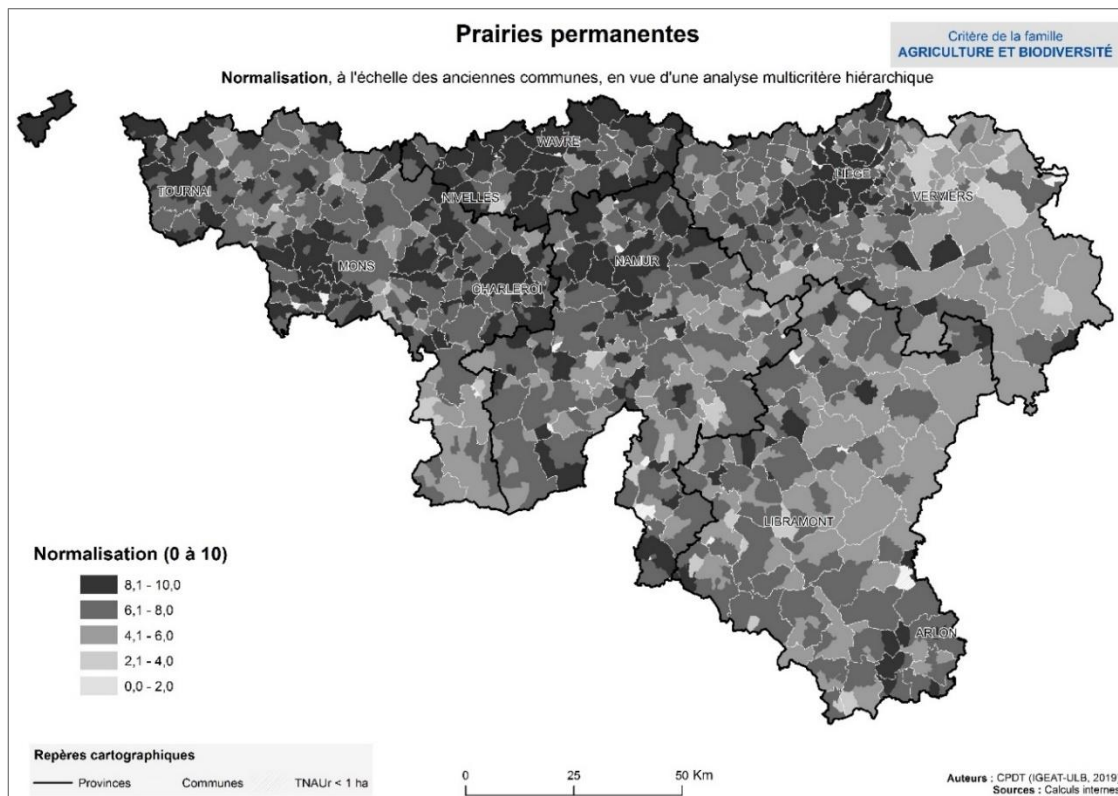 Prairies permanentes
Critère de la famille
AGRICULTURE ET BIODIVERSITÉ
Normalisation, à l'échelle des anciennes communes, en vue d'une analyse multicritère hiérarchique
WAVRE
TOURNAI
NIVELLES
LIEGE
VERVIERS
MONS
NAMUR
CHARLEROI
LIBRAMONT
ARLON
Normalisation (0 à 10)
8,1 - 10,0
6,1 - 8,0
4,1 - 6,0
2,1 - 4,0
0,0 - 2,0
Repères cartographiques
Provinces Communes TNAUr < 1 ha
0 25 50 Km
Auteurs : CPDT (IGEAT-ULB, 2019
Sources : Calculs internes